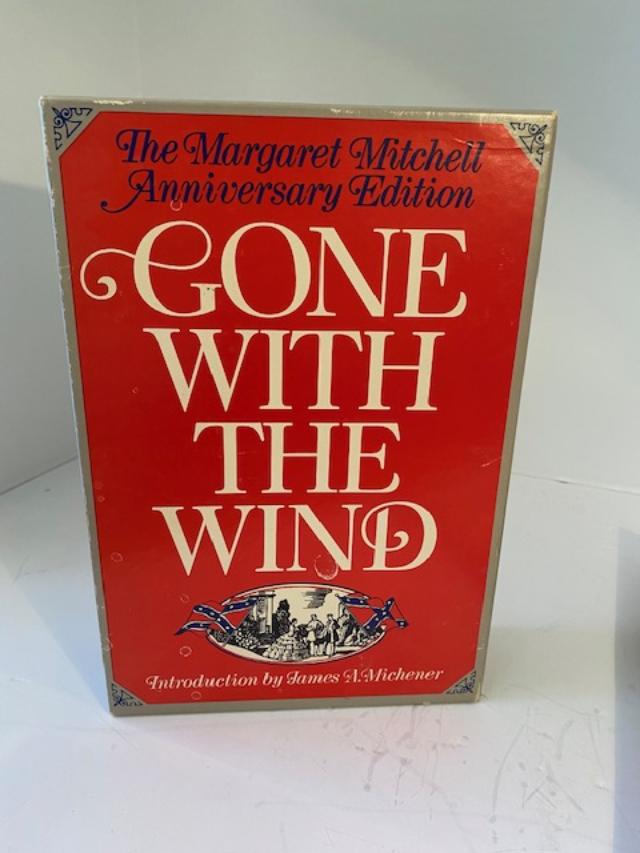 The Margaret Mitchell
Anniversary Edition
GONE
WITH
THE
WIND
Introduction by James A. Michener